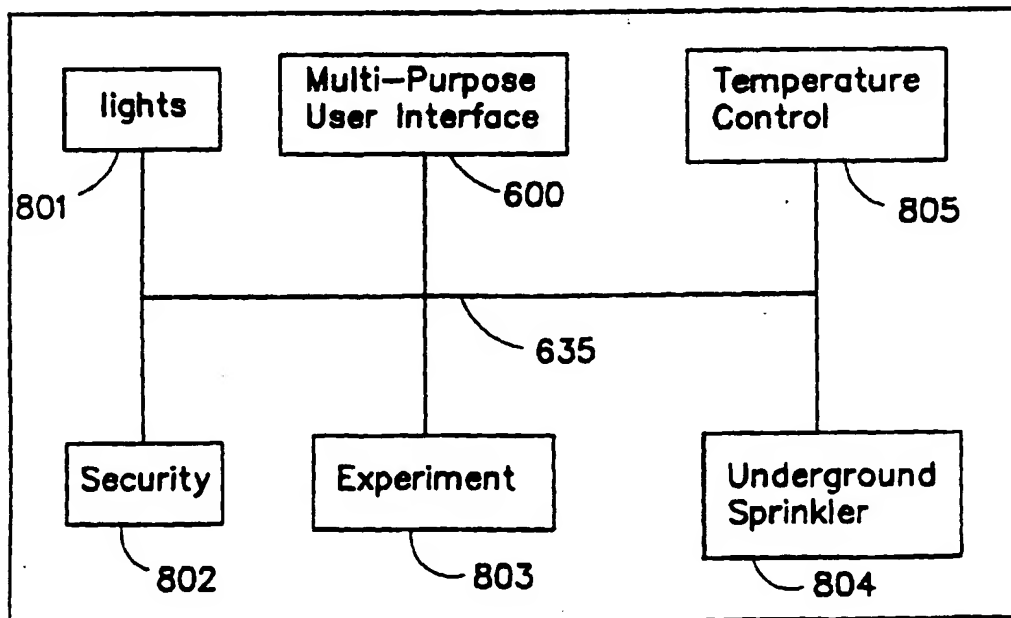 lights
Multi-Purpose
User Interface
Temperature
Control
801
600
805
635
Security
Experiment
Underground
Sprinkler
802
803
804